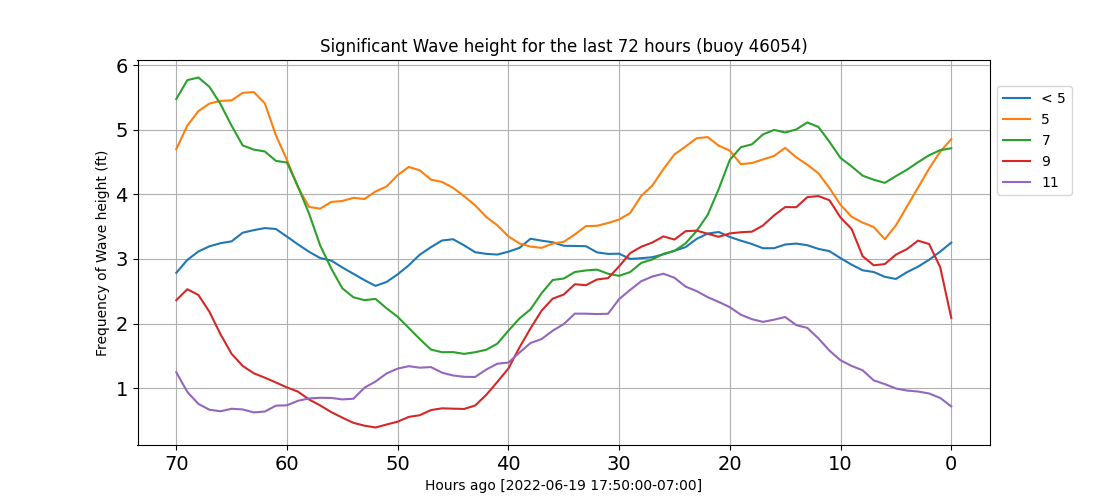 Significant Wave height for the last 72 hours (buoy 46054)
Frequency of Wave height (ft)
6
5
4
3
2
1
70 60 50 40 30 20 10 0
Hours ago [2022-06-19 17:50:00-07:00]
< 5
5
7
9
11